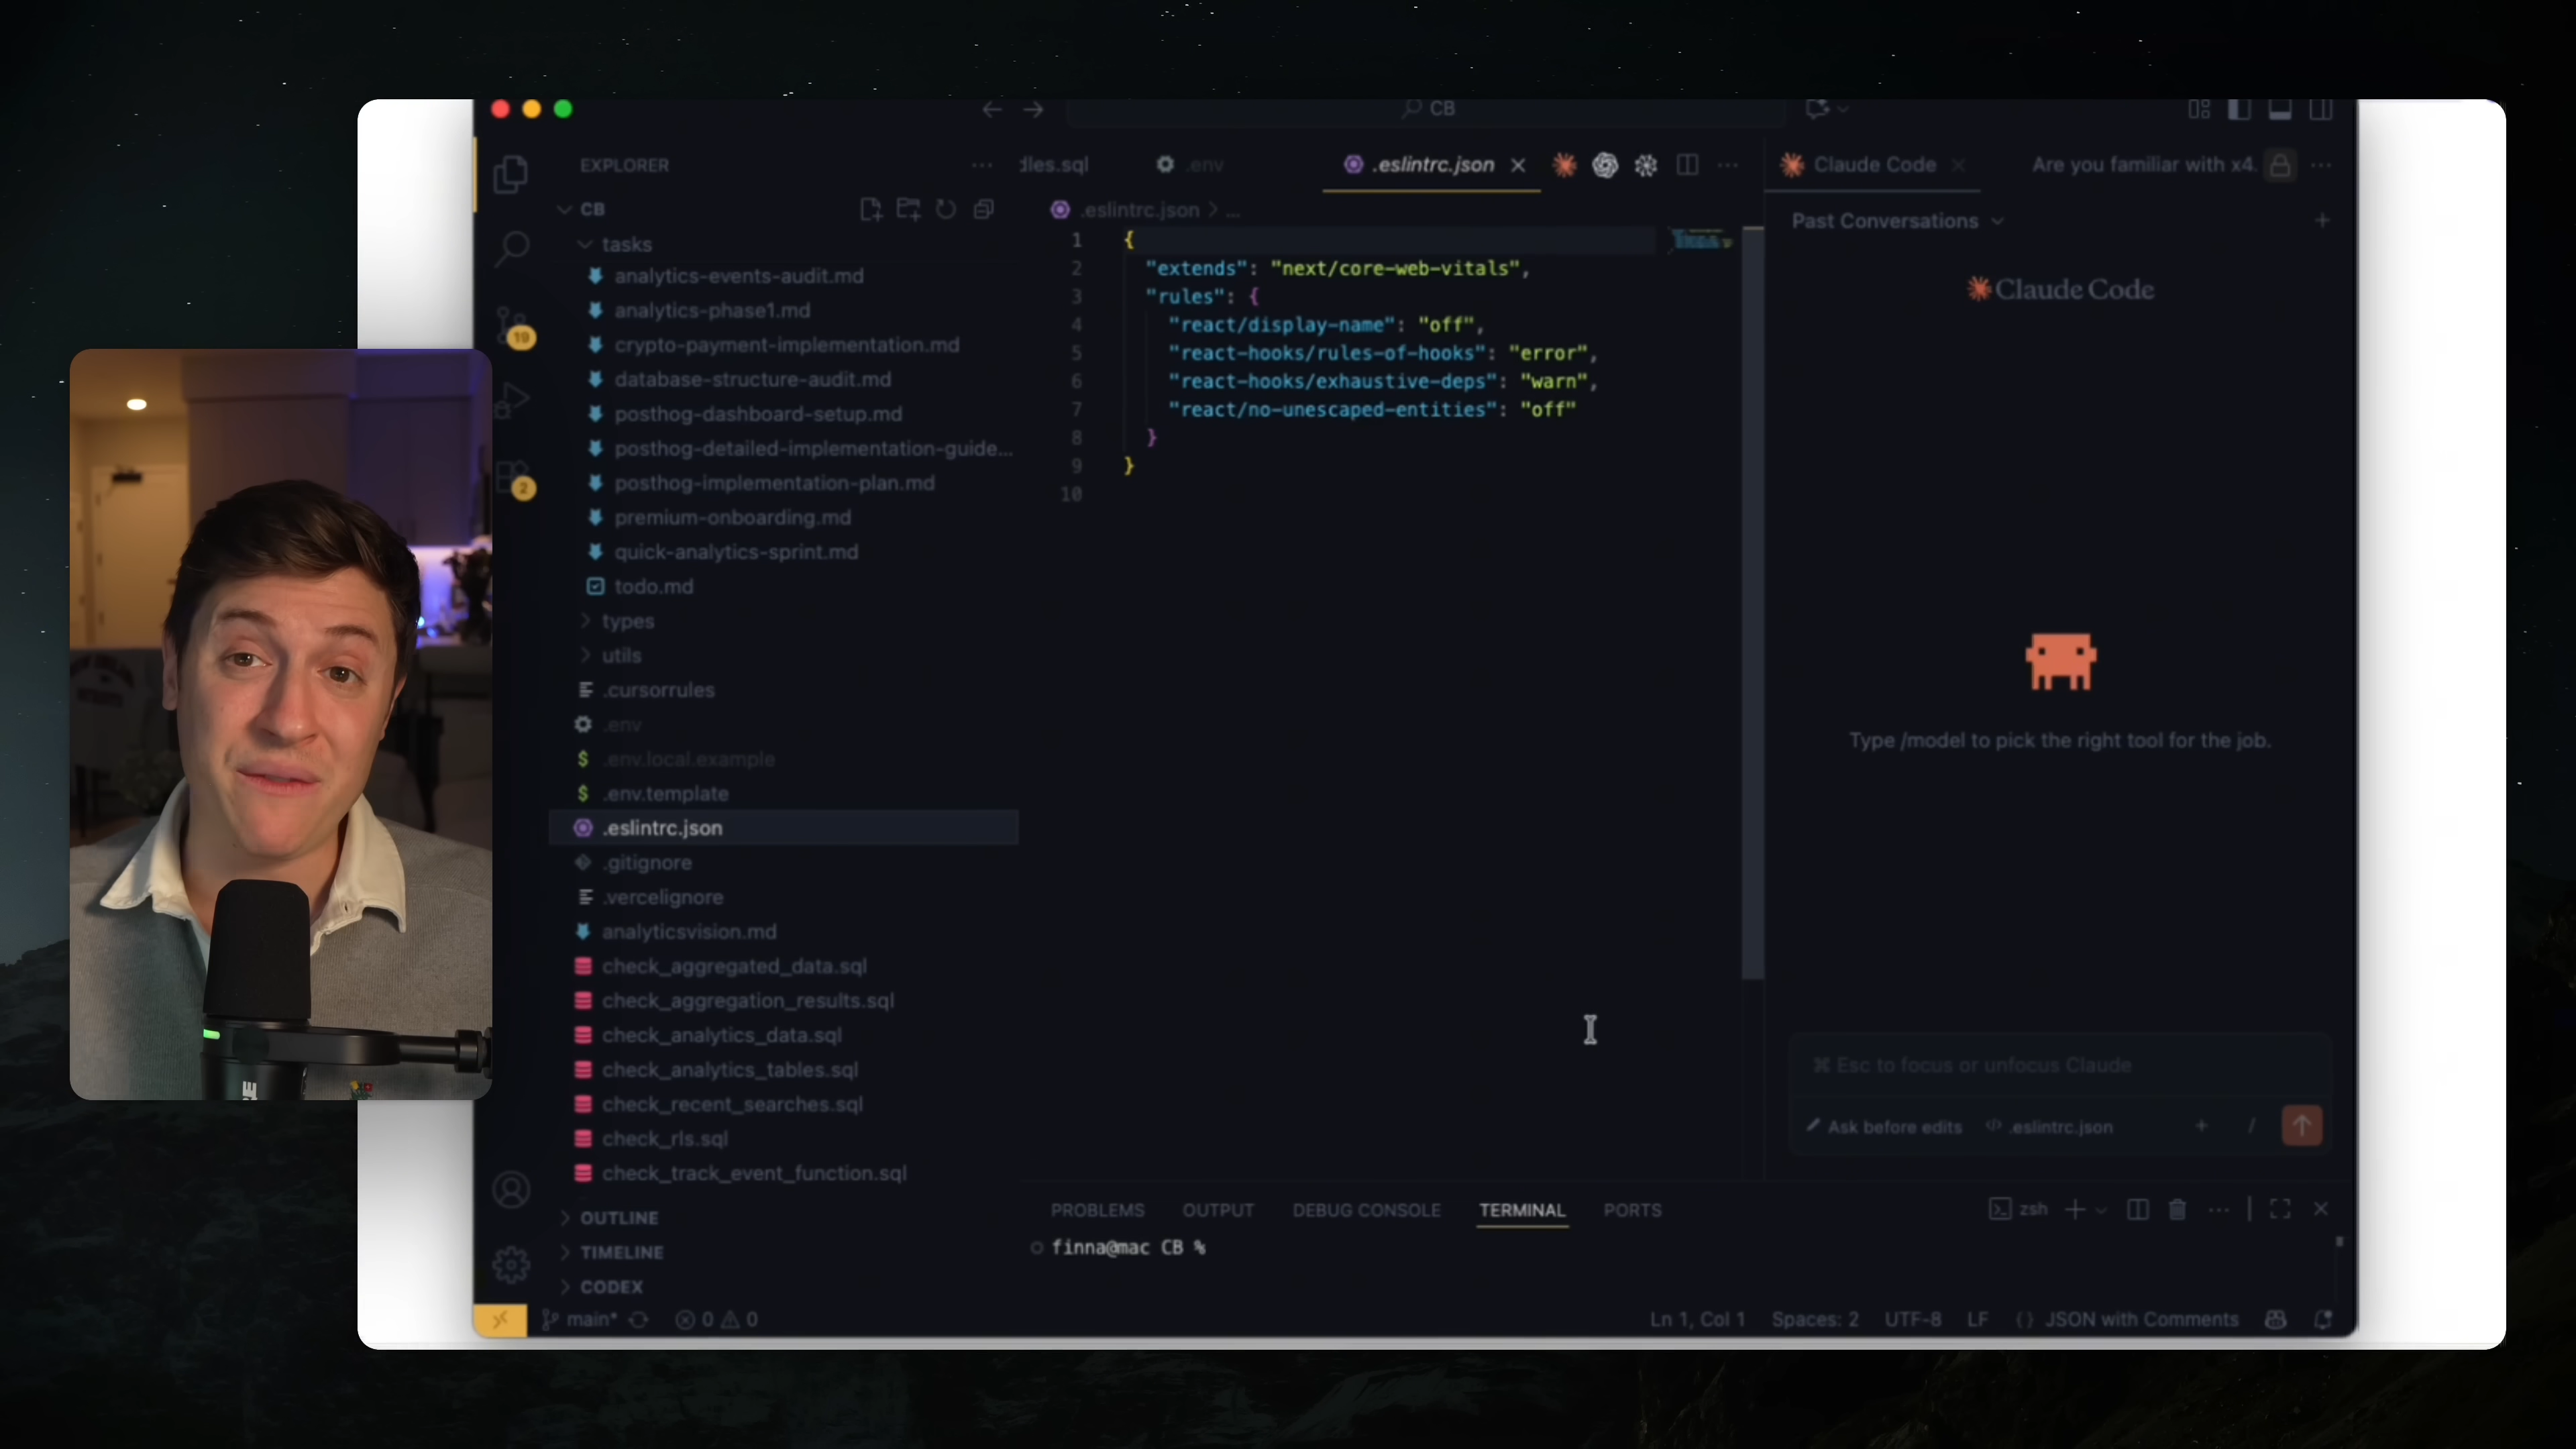 CB
EXPLORER
dles.sql
.env
.eslintrc.json
Claude Code
Are you familiar with x4.
CB
.eslintrc.json > ...
Past Conversations
tasks
analytics-events-audit.md
analytics-phase1.md
crypto-payment-implementation.md
database-structure-audit.md
posthog-dashboard-setup.md
posthog-detailed-implementation-guide...
posthog-implementation-plan.md
premium-onboarding.md
quick-analytics-sprint.md
todo.md
types
utils
.cursorrules
.env
.env.local.example
.env.template
.eslintrc.json
.gitignore
.vercelignore
analyticsvision.md
check_aggregated_data.sql
check_aggregation_results.sql
check_analytics_data.sql
check_analytics_tables.sql
check_recent_searches.sql
check_rls.sql
check_track_event_function.sql
OUTLINE
TIMELINE
CODEX
19
2
1 {
2 "extends": "next/core-web-vitals",
3 "rules": {
4 "react/display-name": "off",
5 "react-hooks/rules-of-hooks": "error",
6 "react-hooks/exhaustive-deps": "warn",
7 "react/no-unescaped-entities": "off"
8 }
9 }
10
Claude Code
Type /model to pick the right tool for the job.
⌘ Esc to focus or unfocus Claude
Ask before edits </> .eslintrc.json + /
PROBLEMS OUTPUT DEBUG CONSOLE TERMINAL PORTS
zsh
finna@mac CB %
main* 0 0
Ln 1, Col 1 Spaces: 2 UTF-8 LF {} JSON with Comments